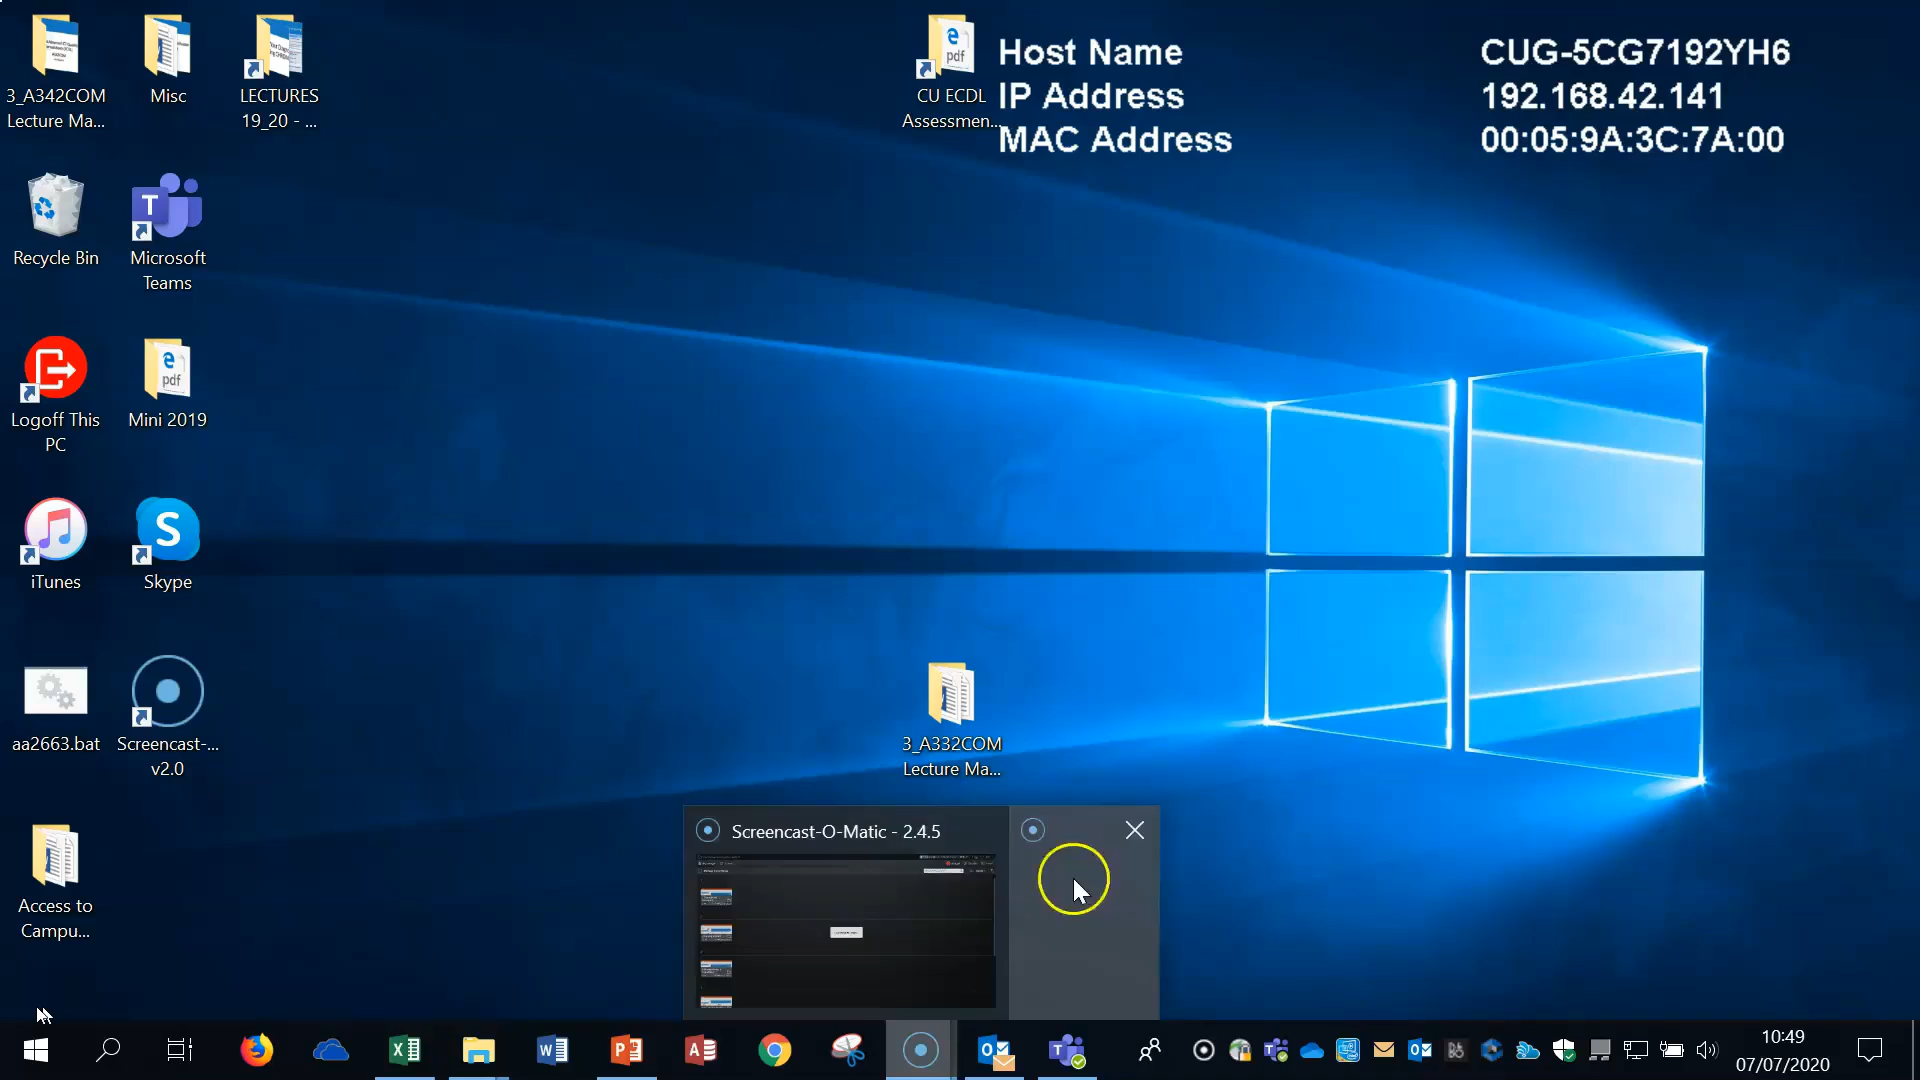 3_A342COM
Lecture Ma...
Misc
LECTURES
19_20 - ...
pdf
CU ECDL
Assessmen...
Host Name
CUG-5CG7192YH6
IP Address
192.168.42.141
MAC Address
00:05:9A:3C:7A:00
Recycle Bin
T
Microsoft
Teams
Logoff This
PC
pdf
Mini 2019
iTunes
S
Skype
aa2663.bat
Screencast-...
v2.0
3_A332COM
Lecture Ma...
Access to
Campu...
Screencast-O-Matic - 2.4.5
10:49
07/07/2020